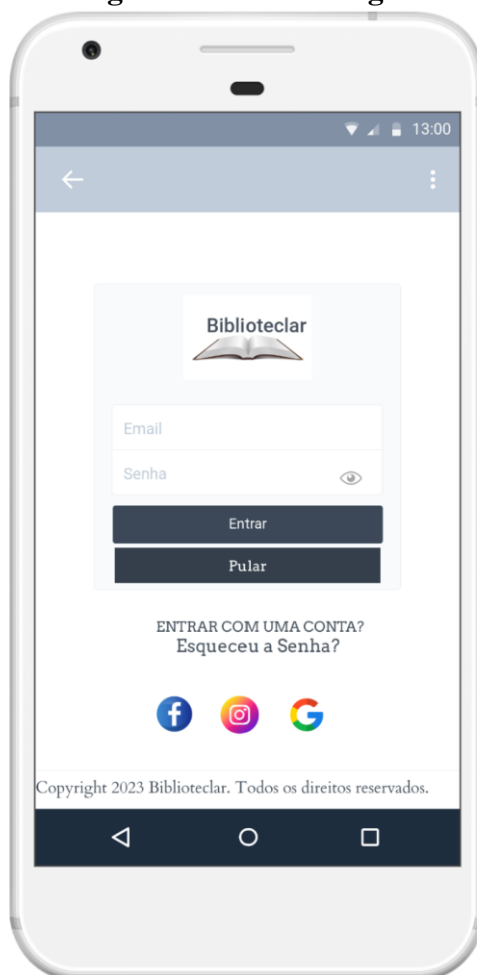 13:00
Biblioteclar
Email
Senha
Entrar
Pular
ENTRAR COM UMA CONTA?
Esqueceu a Senha?
Copyright 2023 Biblioteclar. Todos os direitos reservados.